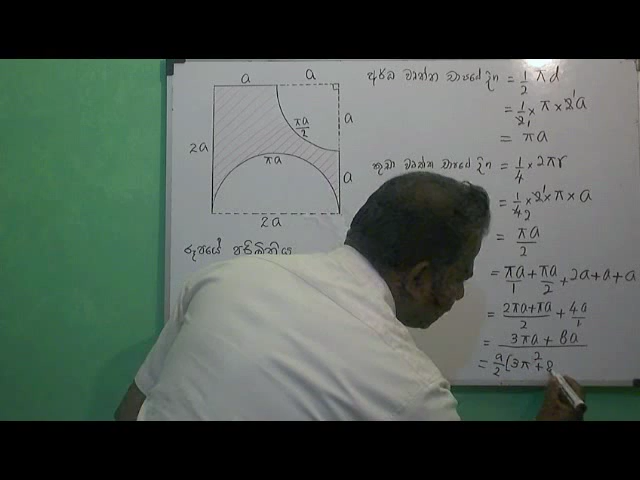 a a
a
πa/2
2a
πa
a
2a
රූපයේ පරිමිතිය
අර්ධ වෘත්ත චාපයේ දිග = 1/2 πd
= 1/2 × π × 2a
= πa
වෘත්ත චාපයේ දිග = 1/4 × 2πr
= 1/4 × 2 × π × a
= πa/2
= πa/1 + πa/2 + 2a + a + a
= 2πa + πa/2 + 4a/1
= 3πa + 8a/2
= a/2 [3π + 8